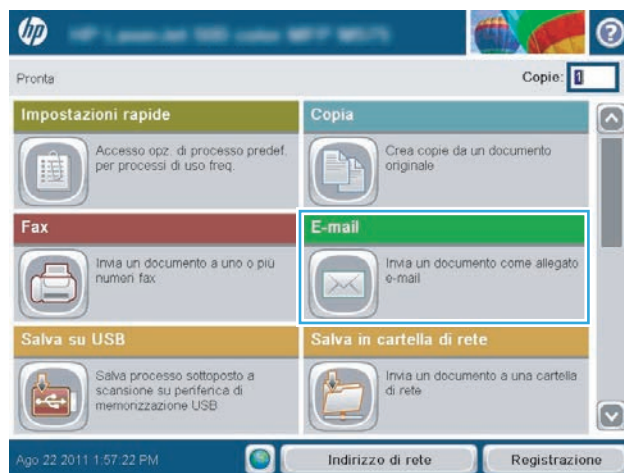 hp
Pronta
Copie: 1
Impostazioni rapide
Accesso opz. di processo predef.
per processi di uso freq.
Copia
Crea copie da un documento
originale
Fax
Invia un documento a uno o più
numeri fax
E-mail
Invia un documento come allegato
e-mail
Salva su USB
Salva processo sottoposto a
scansione su periferica di
memorizzazione USB
Salva in cartella di rete
Invia un documento a una cartella
di rete
Ago 22 2011 1:57:22 PM
Indirizzo di rete
Registrazione